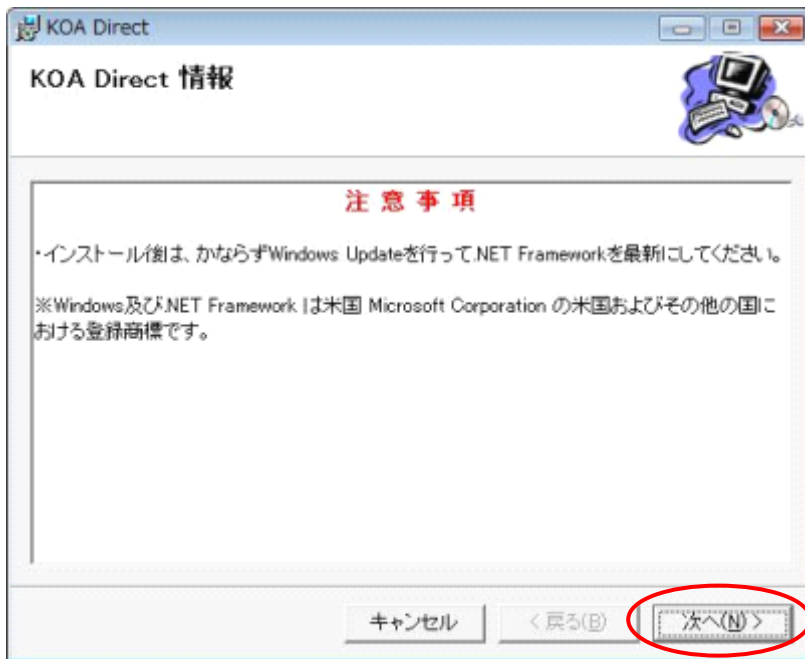 KOA Direct
KOA Direct 情報
注意事項
・インストール後は、かならずWindows Updateを行って.NET Frameworkを最新にしてください。
※Windows及び.NET Framework は米国 Microsoft Corporation の米国およびその他の国に
おける登録商標です。
キャンセル
< 戻る(B)
次へ(N) >